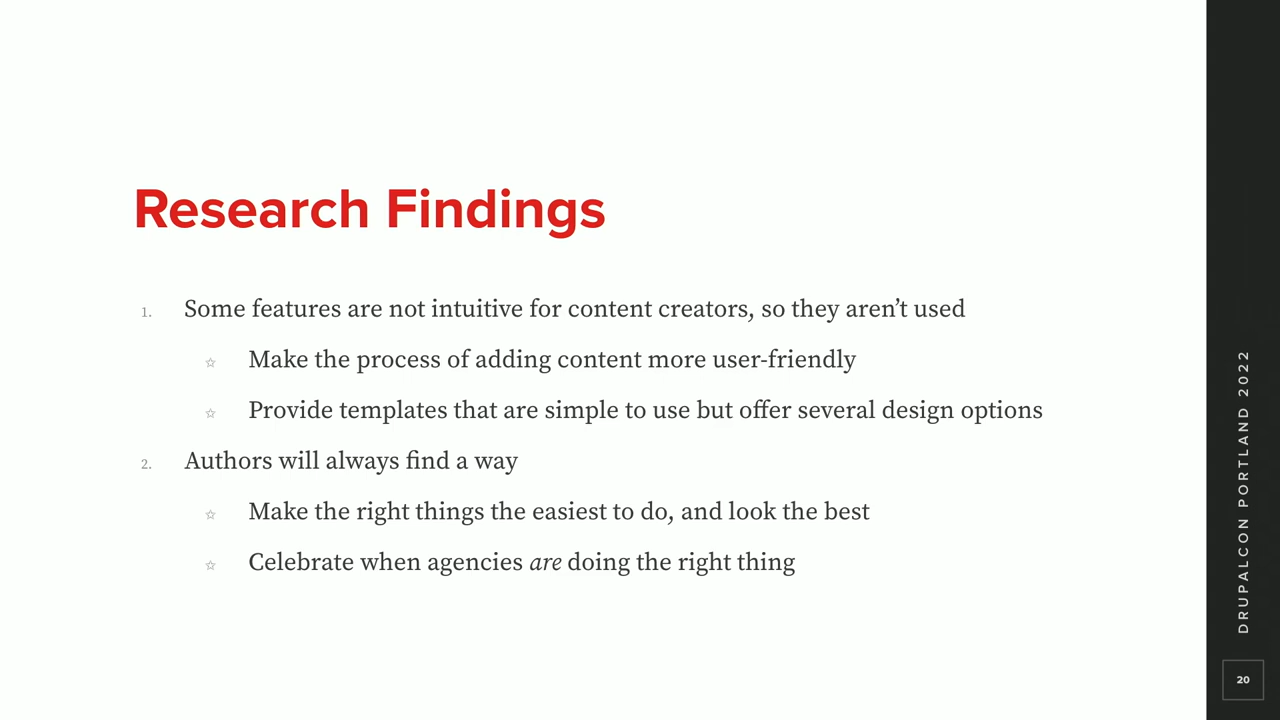 Research Findings
1. Some features are not intuitive for content creators, so they aren’t used
☆ Make the process of adding content more user-friendly
☆ Provide templates that are simple to use but offer several design options
2. Authors will always find a way
☆ Make the right things the easiest to do, and look the best
☆ Celebrate when agencies are doing the right thing
DRUPALCON PORTLAND 2022
20